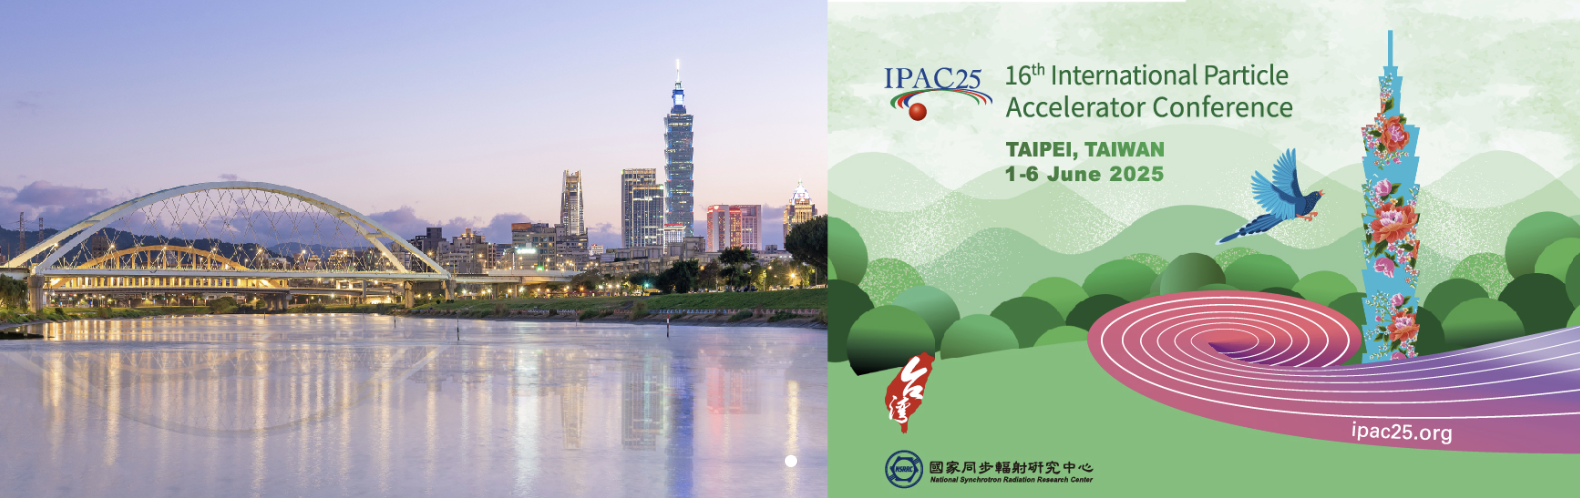 IPAC25
16th International Particle
Accelerator Conference
TAIPEI, TAIWAN
1-6 June 2025
台灣
ipac25.org
NSRRC
國家同步輻射研究中心
National Synchrotron Radiation Research Center